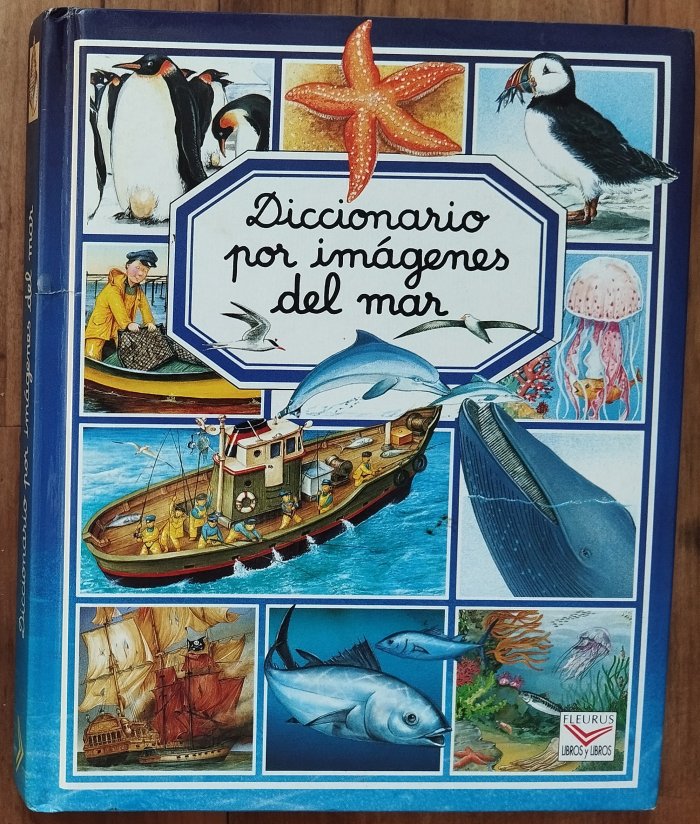 Diccionario
por imágenes
del mar
Diccionario por imágenes del mar
FLEURUS
LIBROS y LIBROS